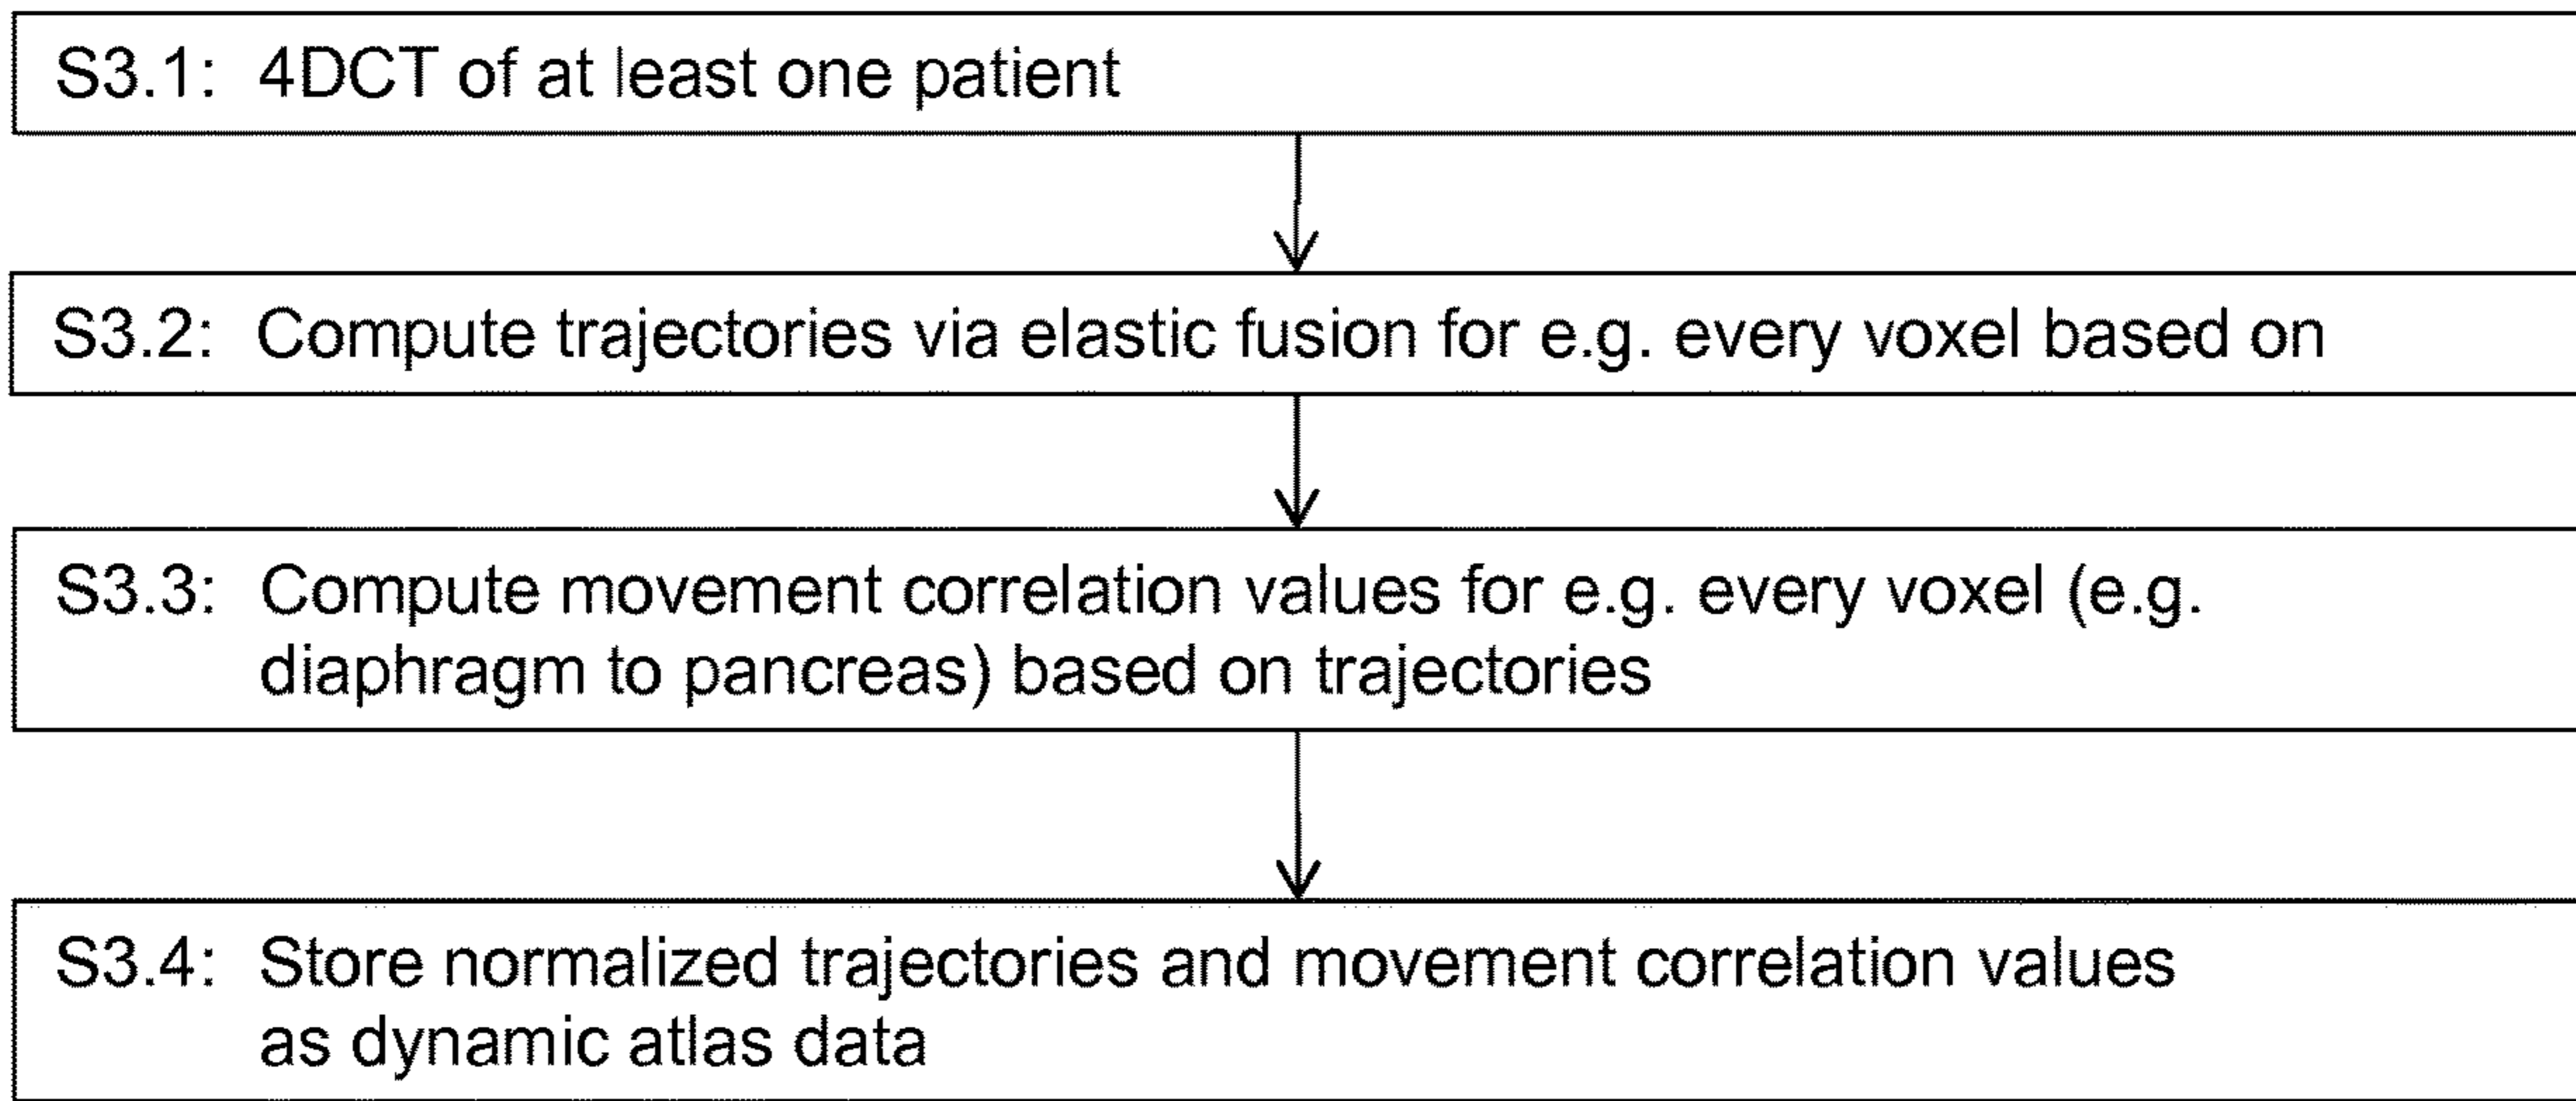 S3.1: 4DCT of at least one patient
S3.2: Compute trajectories via elastic fusion for e.g. every voxel based on
S3.3: Compute movement correlation values for e.g. every voxel (e.g.
diaphragm to pancreas) based on trajectories
S3.4: Store normalized trajectories and movement correlation values
as dynamic atlas data